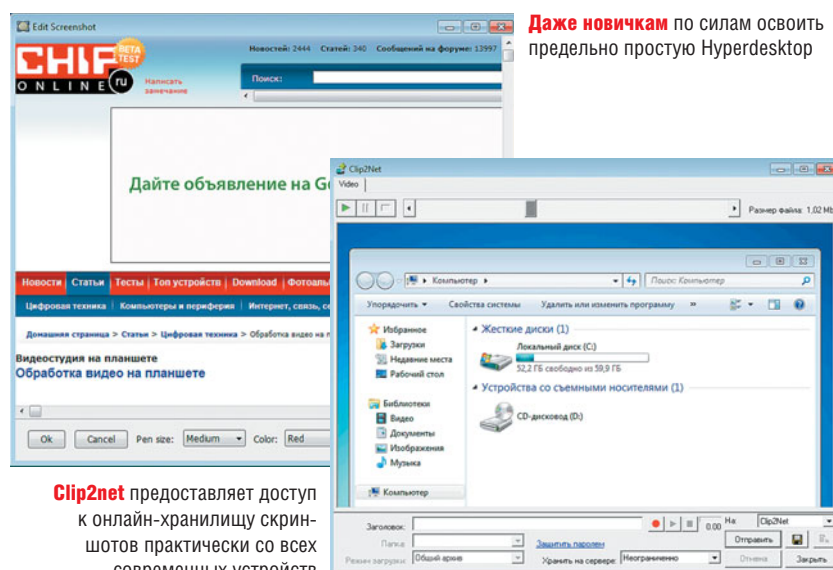 Edit Screenshot
CHIP
BETA
TEST
ONLINE ru
Написать
замечание
Новостей: 2444 Статей: 340 Сообщений на форуме: 13997
Поиск:
Дайте объявление на
Новости Статьи Тесты Топ устройств Download
Цифровая техника Компьютеры и периферия Интернет, связь,
Домашняя страница > Статьи > Цифровая техника > Обработка видео на
Видеостудия на планшете
Обработка видео на планшете
Ok Cancel Pen size: Medium Color: Red
Даже новичкам по силам освоить
предельно простую Hyperdesktop
Clip2Net
Video
Размер файла: 1,02 Mb
Компьютер
Поиск: Компьютер
Упорядочить Свойства системы Удалить или изменить программу »
Избранное
Загрузки
Недавние места
Рабочий стол
Библиотеки
Видео
Документы
Изображения
Музыка
Компьютер
Жесткие диски (1)
Локальный диск (C:)
52,2 ГБ свободно из 59,9 ГБ
Устройства со съемными носителями (1)
CD-дисковод (D:)
Заголовок: 0.00 На: Clip2Net
Папка: Защитить паролем Отправить
Режим загрузки: Общий архив Хранить на сервере: Неограниченно Отмена Закрыть
Clip2net предоставляет доступ
к онлайн-хранилищу скрин-
шотов практически со всех
современных устройств